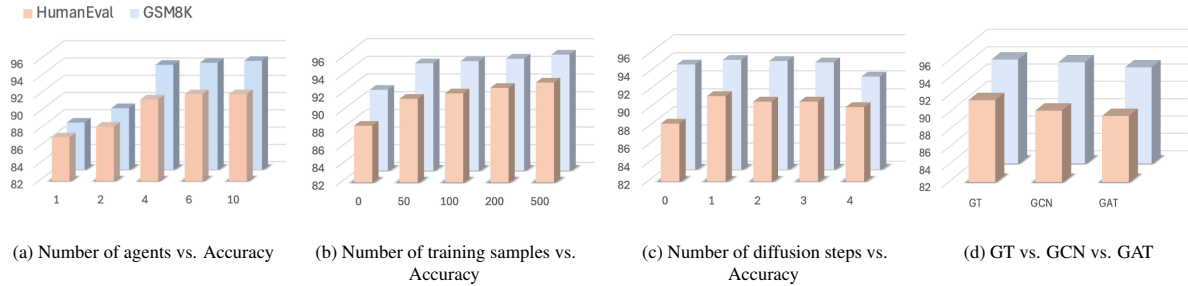 HumanEval GSM8K
96
94
92
90
88
86
84
82
1 2 4 6 10
(a) Number of agents vs. Accuracy
96
94
92
90
88
86
84
82
0 50 100 200 500
(b) Number of training samples vs.
Accuracy
96
94
92
90
88
86
84
82
0 1 2 3 4
(c) Number of diffusion steps vs.
Accuracy
96
94
92
90
88
86
84
82
GT GCN GAT
(d) GT vs. GCN vs. GAT